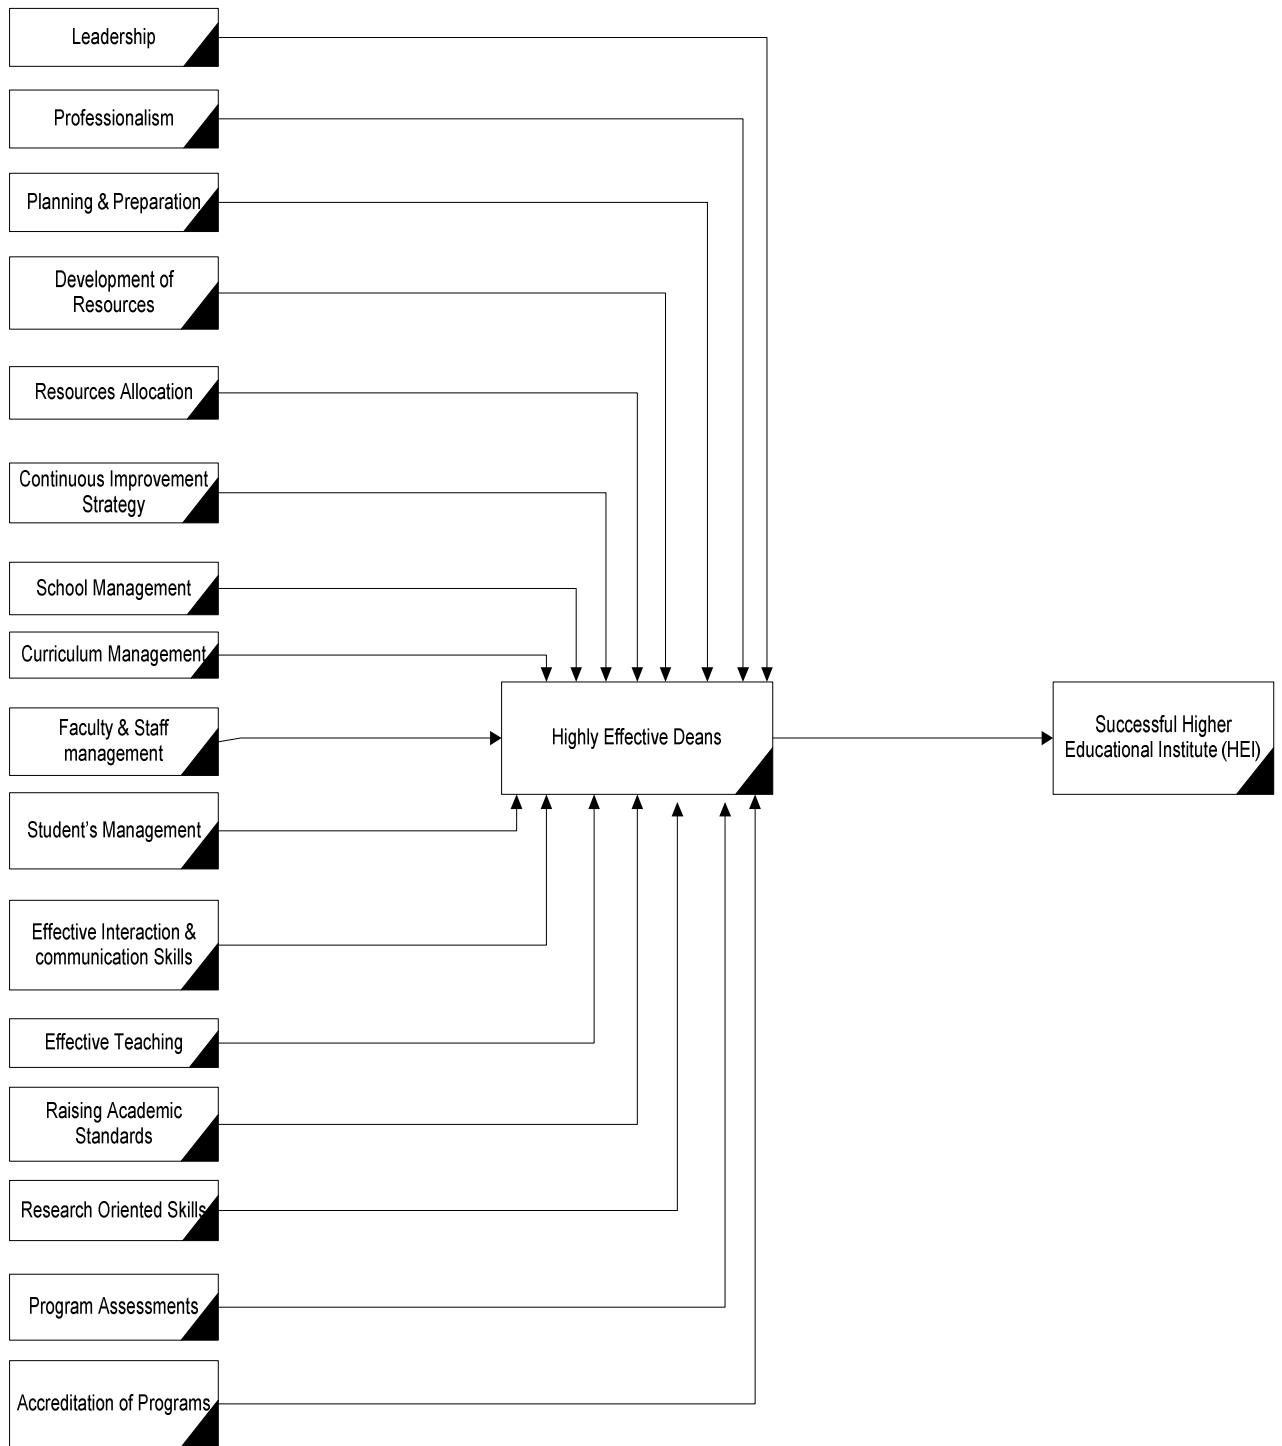 Leadership
Professionalism
Planning & Preparation
Development of
Resources
Resources Allocation
Continuous Improvement
Strategy
School Management
Curriculum Management
Faculty & Staff
management
Highly Effective Deans
Successful Higher
Educational Institute (HEI)
Student’s Management
Effective Interaction &
communication Skills
Effective Teaching
Raising Academic
Standards
Research Oriented Skills
Program Assessments
Accreditation of Programs